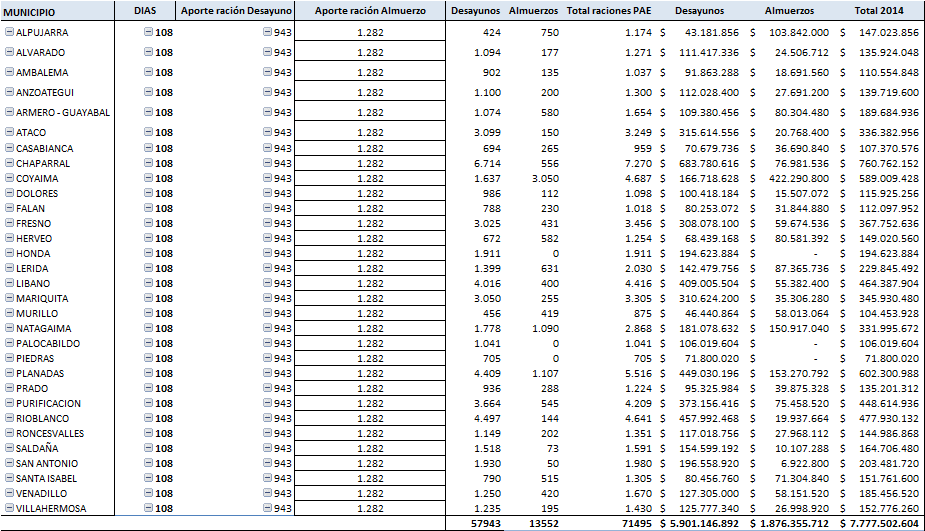 MUNICIPIO DIAS Aporte ración Desayuno Aporte ración Almuerzo Desayunos Almuerzos Total raciones PAE Desayunos Almuerzos Total 2014
ALPUJARRA 108 943 1.282 424 750 1.174 $ 43.181.856 $ 103.842.000 $ 147.023.856
ALVARADO 108 943 1.282 1.094 177 1.271 $ 111.417.336 $ 24.506.712 $ 135.924.048
AMBALEMA 108 943 1.282 902 135 1.037 $ 91.863.288 $ 18.691.560 $ 110.554.848
ANZOATEGUI 108 943 1.282 1.100 200 1.300 $ 112.028.400 $ 27.691.200 $ 139.719.600
ARMERO - GUAYABAL 108 943 1.282 1.074 580 1.654 $ 109.380.456 $ 80.304.480 $ 189.684.936
ATACO 108 943 1.282 3.099 150 3.249 $ 315.614.556 $ 20.768.400 $ 336.382.956
CASABIANCA 108 943 1.282 694 265 959 $ 70.679.736 $ 36.690.840 $ 107.370.576
CHAPARRAL 108 943 1.282 6.714 556 7.270 $ 683.780.616 $ 76.981.536 $ 760.762.152
COYAIMA 108 943 1.282 1.637 3.050 4.687 $ 166.718.628 $ 422.290.800 $ 589.009.428
DOLORES 108 943 1.282 986 112 1.098 $ 100.418.184 $ 15.507.072 $ 115.925.256
FALAN 108 943 1.282 788 230 1.018 $ 80.253.072 $ 31.844.880 $ 112.097.952
FRESNO 108 943 1.282 3.025 431 3.456 $ 308.078.100 $ 59.674.536 $ 367.752.636
HERVEO 108 943 1.282 672 582 1.254 $ 68.439.168 $ 80.581.392 $ 149.020.560
HONDA 108 943 1.282 1.911 0 1.911 $ 194.623.884 $ - $ 194.623.884
LERIDA 108 943 1.282 1.399 631 2.030 $ 142.479.756 $ 87.365.736 $ 229.845.492
LIBANO 108 943 1.282 4.016 400 4.416 $ 409.005.504 $ 55.382.400 $ 464.387.904
MARIQUITA 108 943 1.282 3.050 255 3.305 $ 310.624.200 $ 35.306.280 $ 345.930.480
MURILLO 108 943 1.282 456 419 875 $ 46.440.864 $ 58.013.064 $ 104.453.928
NATAGAIMA 108 943 1.282 1.778 1.090 2.868 $ 181.078.632 $ 150.917.040 $ 331.995.672
PALOCABILDO 108 943 1.282 1.041 0 1.041 $ 106.019.604 $ - $ 106.019.604
PIEDRAS 108 943 1.282 705 0 705 $ 71.800.020 $ - $ 71.800.020
PLANADAS 108 943 1.282 4.409 1.107 5.516 $ 449.030.196 $ 153.270.792 $ 602.300.988
PRADO 108 943 1.282 936 288 1.224 $ 95.325.984 $ 39.875.328 $ 135.201.312
PURIFICACION 108 943 1.282 3.664 545 4.209 $ 373.156.416 $ 75.458.520 $ 448.614.936
RIOBLANCO 108 943 1.282 4.497 144 4.641 $ 457.992.468 $ 19.937.664 $ 477.930.132
RONCESVALLES 108 943 1.282 1.149 202 1.351 $ 117.018.756 $ 27.968.112 $ 144.986.868
SALDAÑA 108 943 1.282 1.518 73 1.591 $ 154.599.192 $ 10.107.288 $ 164.706.480
SAN ANTONIO 108 943 1.282 1.930 50 1.980 $ 196.558.920 $ 6.922.800 $ 203.481.720
SANTA ISABEL 108 943 1.282 790 515 1.305 $ 80.456.760 $ 71.304.840 $ 151.761.600
VENADILLO 108 943 1.282 1.250 420 1.670 $ 127.305.000 $ 58.151.520 $ 185.456.520
VILLAHERMOSA 108 943 1.282 1.235 195 1.430 $ 125.777.340 $ 26.998.920 $ 152.776.260
57943 13552 71495 $ 5.901.146.892 $ 1.876.355.712 $ 7.777.502.604